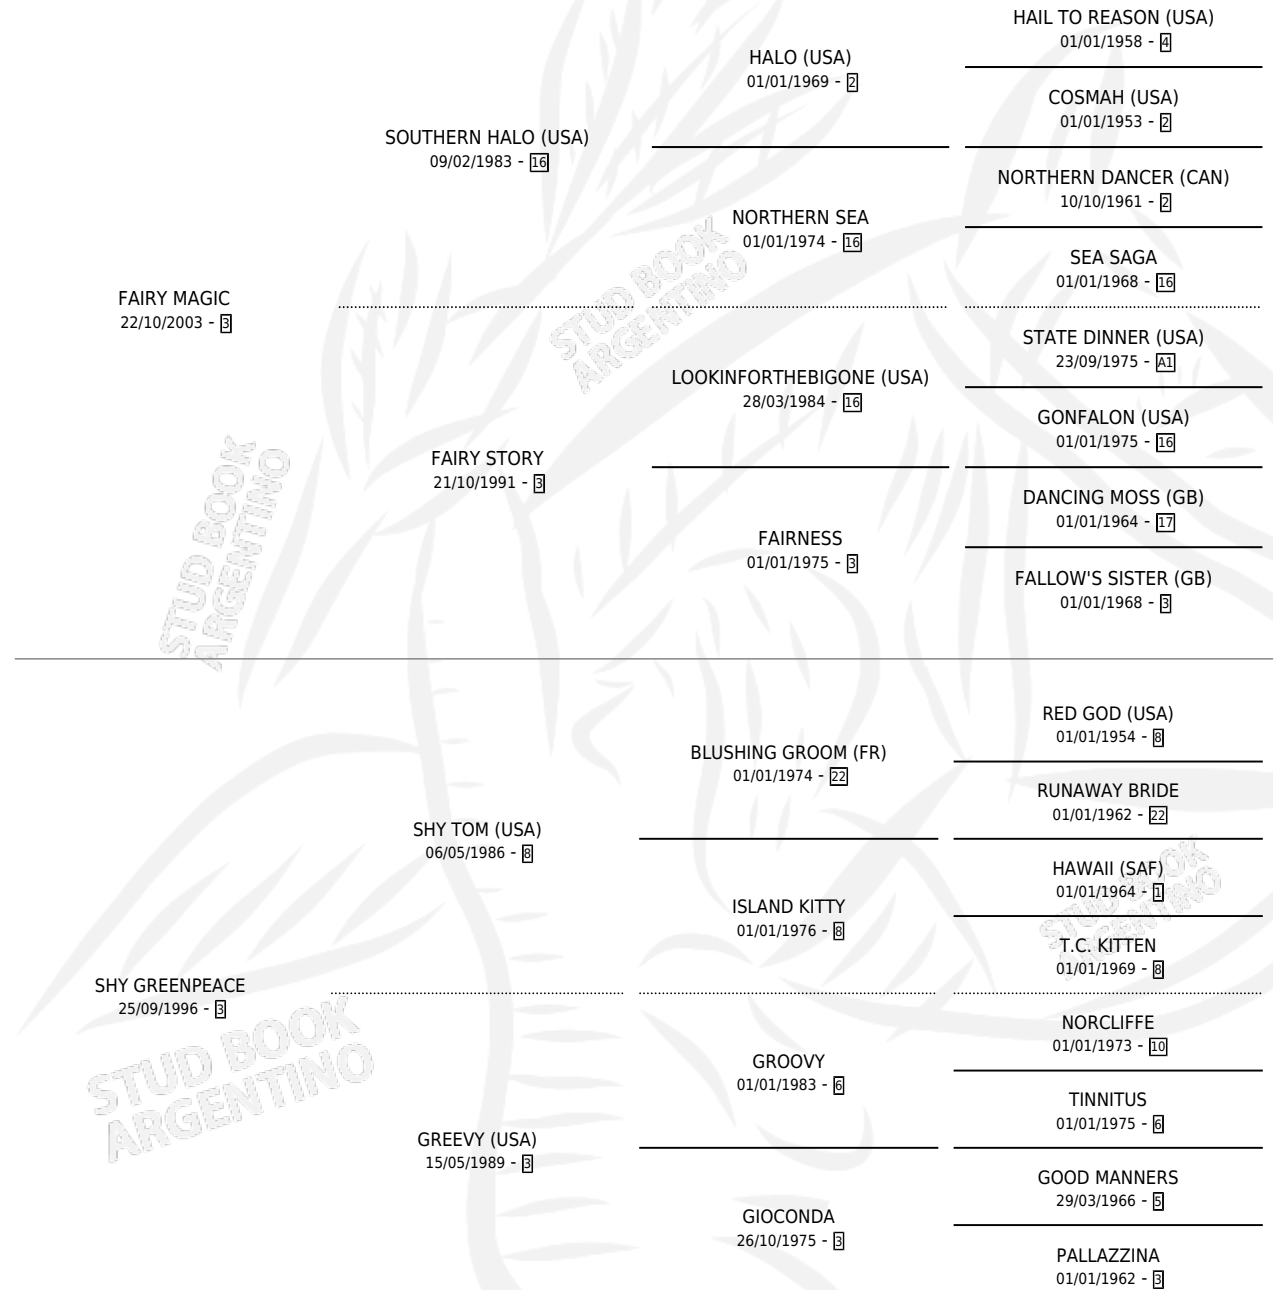 HAIL TO REASON (USA)
01/01/1958 - 4
HALO (USA)
01/01/1969 - 2
COSMAH (USA)
01/01/1953 - 2
SOUTHERN HALO (USA)
09/02/1983 - 16
NORTHERN DANCER (CAN)
10/10/1961 - 2
NORTHERN SEA
01/01/1974 - 16
SEA SAGA
01/01/1968 - 16
FAIRY MAGIC
22/10/2003 - 3
STUD BOOK
ARGENTINO
STATE DINNER (USA)
23/09/1975 - A1
LOOKINFORTHEBIGONE (USA)
28/03/1984 - 16
GONFALON (USA)
01/01/1975 - 16
FAIRY STORY
21/10/1991 - 3
DANCING MOSS (GB)
01/01/1964 - 17
FAIRNESS
01/01/1975 - 3
FALLOW'S SISTER (GB)
01/01/1968 - 3
STUD BOOK
ARGENTINO
RED GOD (USA)
01/01/1954 - 8
BLUSHING GROOM (FR)
01/01/1974 - 22
RUNAWAY BRIDE
01/01/1962 - 22
SHY TOM (USA)
06/05/1986 - 8
HAWAII (SAF)
01/01/1964 - 1
ISLAND KITTY
01/01/1976 - 8
STUD BOOK
ARGENTINO
T.C. KITTEN
01/01/1969 - 8
SHY GREENPEACE
25/09/1996 - 3
STUD BOOK
ARGENTINO
NORCLIFFE
01/01/1973 - 10
GROOVY
01/01/1983 - 6
TINNITUS
01/01/1975 - 6
GREEVY (USA)
15/05/1989 - 3
GOOD MANNERS
29/03/1966 - 5
GIOCONDA
26/10/1975 - 3
PALLAZZINA
01/01/1962 - 3